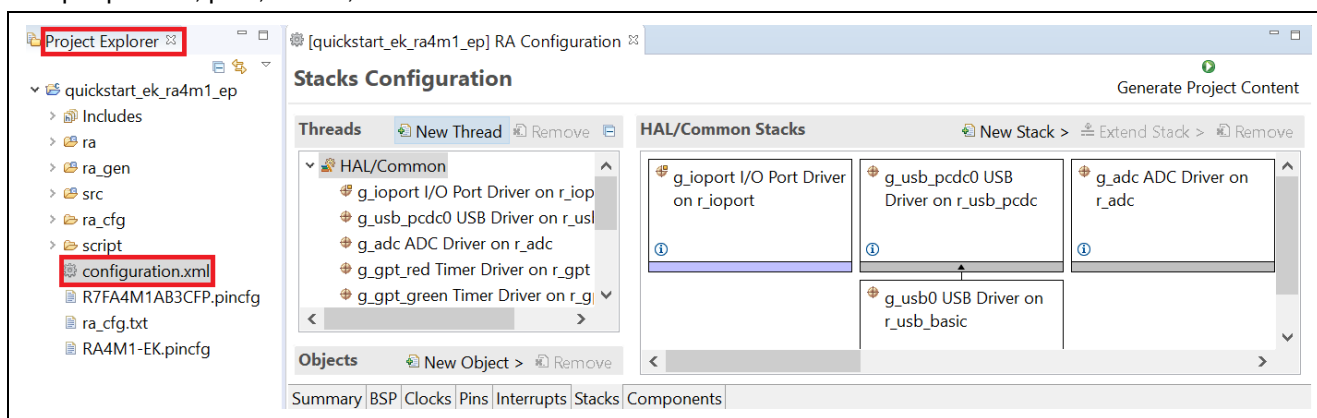 Project Explorer
quickstart_ek_ra4m1_ep
Includes
ra
ra_gen
src
ra_cfg
script
configuration.xml
R7FA4M1AB3CFP.pincfg
ra_cfg.txt
RA4M1-EK.pincfg
[quickstart_ek_ra4m1_ep] RA Configuration
Stacks Configuration
Generate Project Content
Threads
New Thread
Remove
HAL/Common
g_ioport I/O Port Driver on r_iop
g_usb_pcdc0 USB Driver on r_usl
g_adc ADC Driver on r_adc
g_gpt_red Timer Driver on r_gpt
g_gpt_green Timer Driver on r_g
Objects
New Object >
Remove
HAL/Common Stacks
New Stack >
Extend Stack >
Remove
g_ioport I/O Port Driver
on r_ioport
g_usb_pcdc0 USB
Driver on r_usb_pcdc
g_adc ADC Driver on
r_adc
g_usb0 USB Driver on
r_usb_basic
Summary BSP Clocks Pins Interrupts Stacks Components